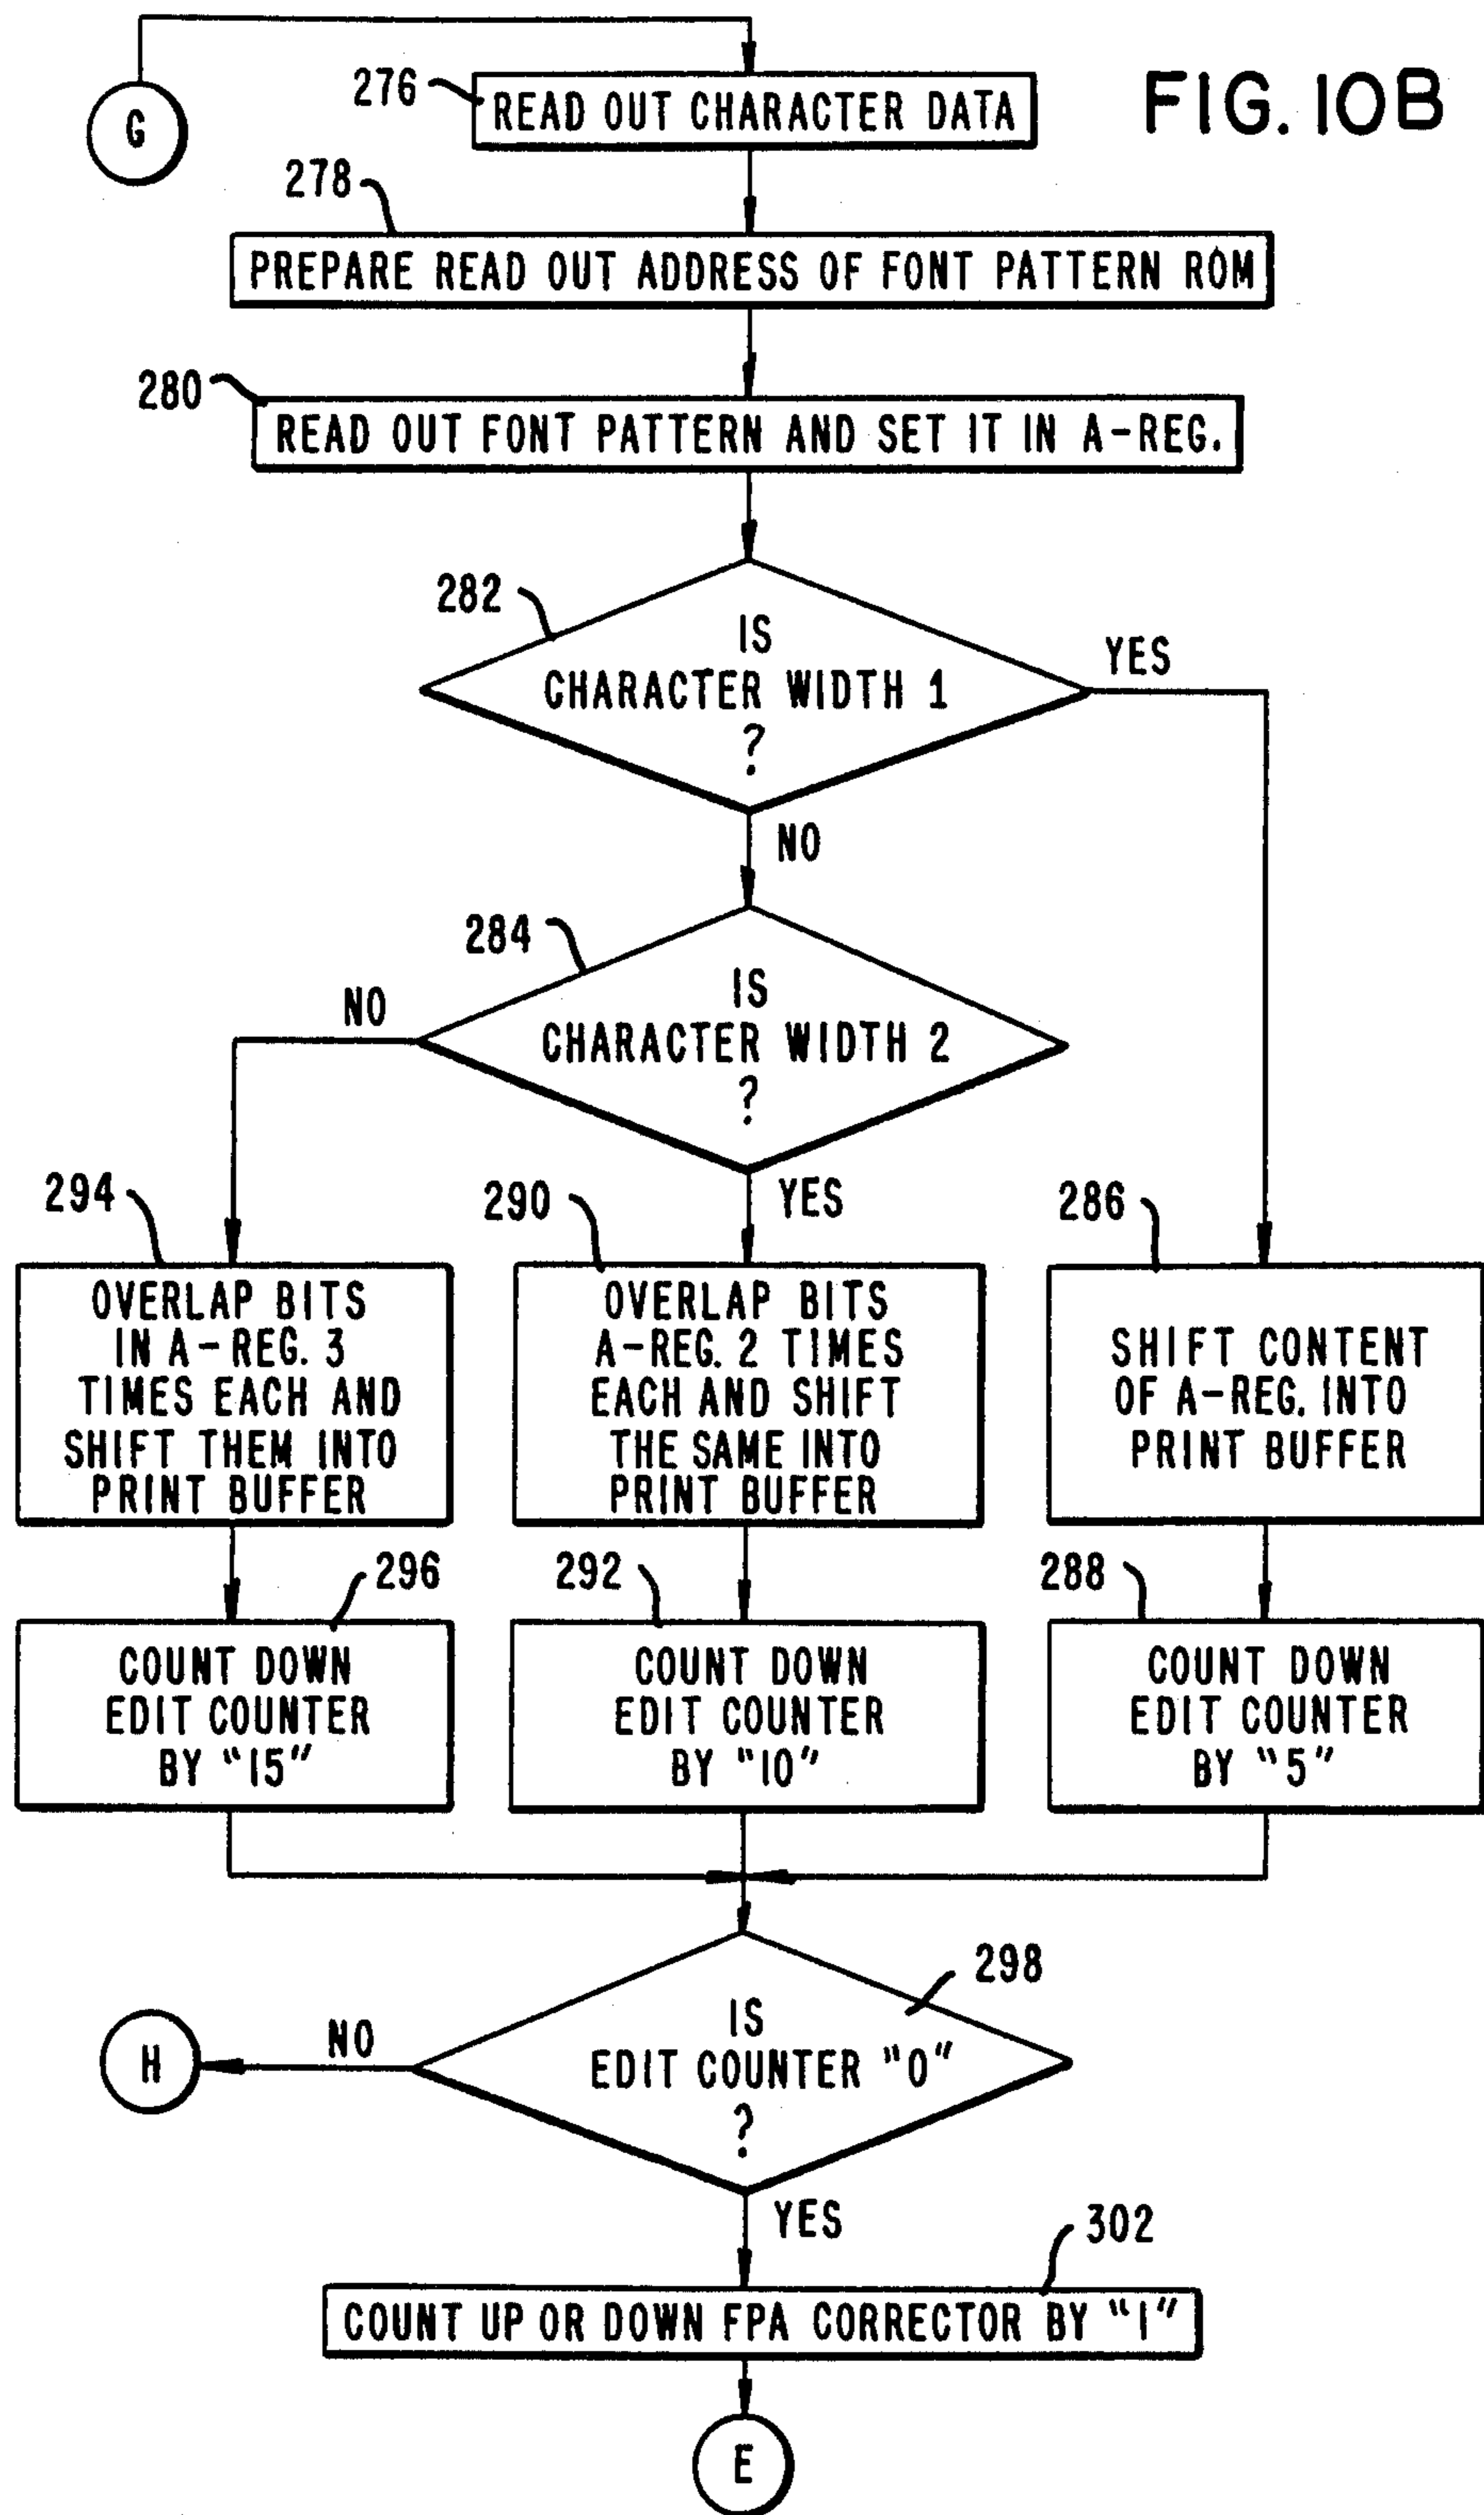 FIG. 10B
G
276
READ OUT CHARACTER DATA
278
PREPARE READ OUT ADDRESS OF FONT PATTERN ROM
280
READ OUT FONT PATTERN AND SET IT IN A-REG.
282
IS
CHARACTER WIDTH 1
?
YES
NO
284
IS
CHARACTER WIDTH 2
?
NO
YES
294
OVERLAP BITS
IN A-REG. 3
TIMES EACH AND
SHIFT THEM INTO
PRINT BUFFER
290
OVERLAP BITS
A-REG. 2 TIMES
EACH AND SHIFT
THE SAME INTO
PRINT BUFFER
286
SHIFT CONTENT
OF A-REG. INTO
PRINT BUFFER
296
COUNT DOWN
EDIT COUNTER
BY "15"
292
COUNT DOWN
EDIT COUNTER
BY "10"
288
COUNT DOWN
EDIT COUNTER
BY "5"
298
IS
EDIT COUNTER "0"
?
NO
H
YES
302
COUNT UP OR DOWN FPA CORRECTOR BY "1"
E